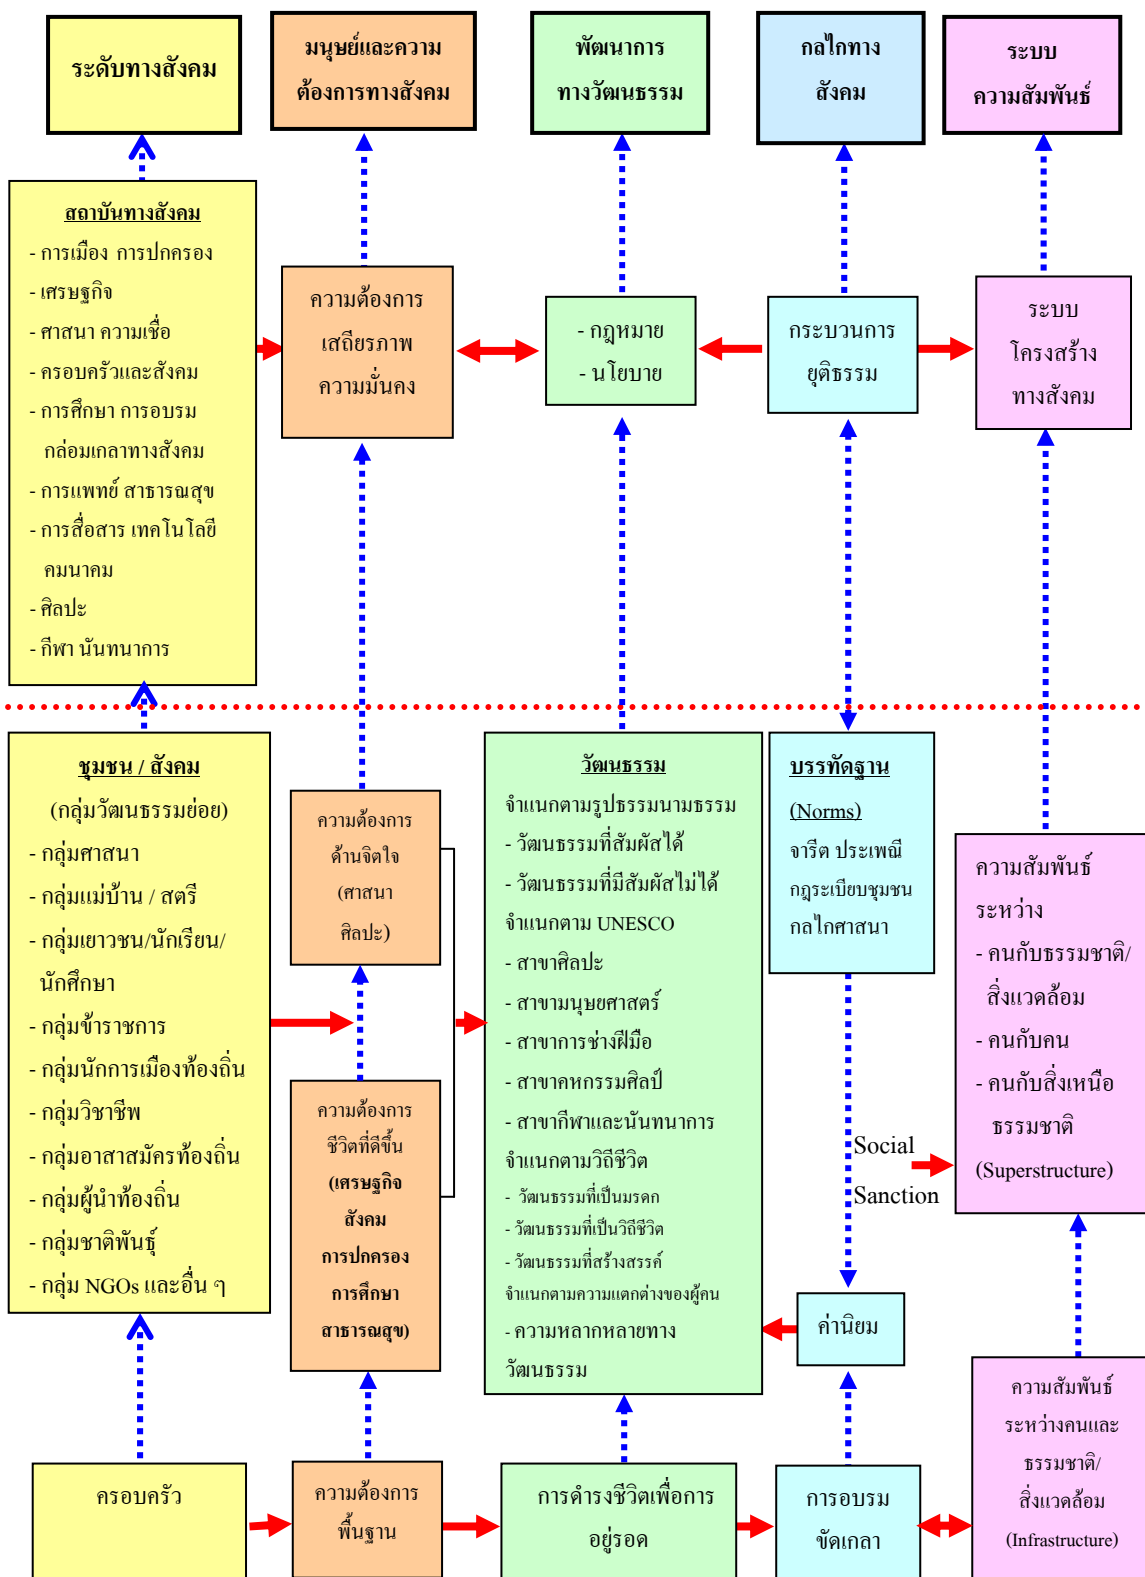 ระดับทางสังคม
มนุษย์และความ
ต้องการทางสังคม
พัฒนาการ
ทางวัฒนธรรม
กลไกทาง
สังคม
ระบบ
ความสัมพันธ์
สถาบันทางสังคม
- การเมือง การปกครอง
- เศรษฐกิจ
- ศาสนา ความเชื่อ
- ครอบครัวและสังคม
- การศึกษา การอบรม
กล่อมเกลาทางสังคม
- การแพทย์ สาธารณสุข
- การสื่อสาร เทคโนโลยี
คมนาคม
- ศิลปะ
- กีฬา นันทนาการ
ความต้องการ
เสถียรภาพ
ความมั่นคง
- กฎหมาย
- นโยบาย
กระบวนการ
ยุติธรรม
ระบบ
โครงสร้าง
ทางสังคม
ชุมชน / สังคม
(กลุ่มวัฒนธรรมย่อย)
- กลุ่มศาสนา
- กลุ่มแม่บ้าน / สตรี
- กลุ่มเยาวชน/นักเรียน/
นักศึกษา
- กลุ่มข้าราชการ
- กลุ่มนักการเมืองท้องถิ่น
- กลุ่มวิชาชีพ
- กลุ่มอาสาสมัครท้องถิ่น
- กลุ่มผู้นำท้องถิ่น
- กลุ่มชาติพันธุ์
- กลุ่ม NGOs และอื่น ๆ
ความต้องการ
ด้านจิตใจ
(ศาสนา
ศิลปะ)
ความต้องการ
ชีวิตที่ดีขึ้น
(เศรษฐกิจ
สังคม
การปกครอง
การศึกษา
สาธารณสุข)
วัฒนธรรม
จำแนกตามรูปธรรมนามธรรม
- วัฒนธรรมที่สัมผัสได้
- วัฒนธรรมที่มีสัมผัสไม่ได้
จำแนกตาม UNESCO
- สาขาศิลปะ
- สาขามนุษยศาสตร์
- สาขาการช่างฝีมือ
- สาขาคหกรรมศิลป์
- สาขากีฬาและนันทนาการ
จำแนกตามวิถีชีวิต
- วัฒนธรรมที่เป็นมรดก
- วัฒนธรรมที่เป็นวิถีชีวิต
- วัฒนธรรมที่สร้างสรรค์
จำแนกตามความแตกต่างของผู้คน
- ความหลากหลายทาง
วัฒนธรรม
บรรทัดฐาน
(Norms)
จารีต ประเพณี
กฎระเบียบชุมชน
กลไกศาสนา
Social
Sanction
ค่านิยม
ความสัมพันธ์
ระหว่าง
- คนกับธรรมชาติ/
สิ่งแวดล้อม
- คนกับคน
- คนกับสิ่งเหนือ
ธรรมชาติ
(Superstructure)
ครอบครัว
ความต้องการ
พื้นฐาน
การดำรงชีวิตเพื่อการ
อยู่รอด
การอบรม
ขัดเกลา
ความสัมพันธ์
ระหว่างคนและ
ธรรมชาติ/
สิ่งแวดล้อม
(Infrastructure)